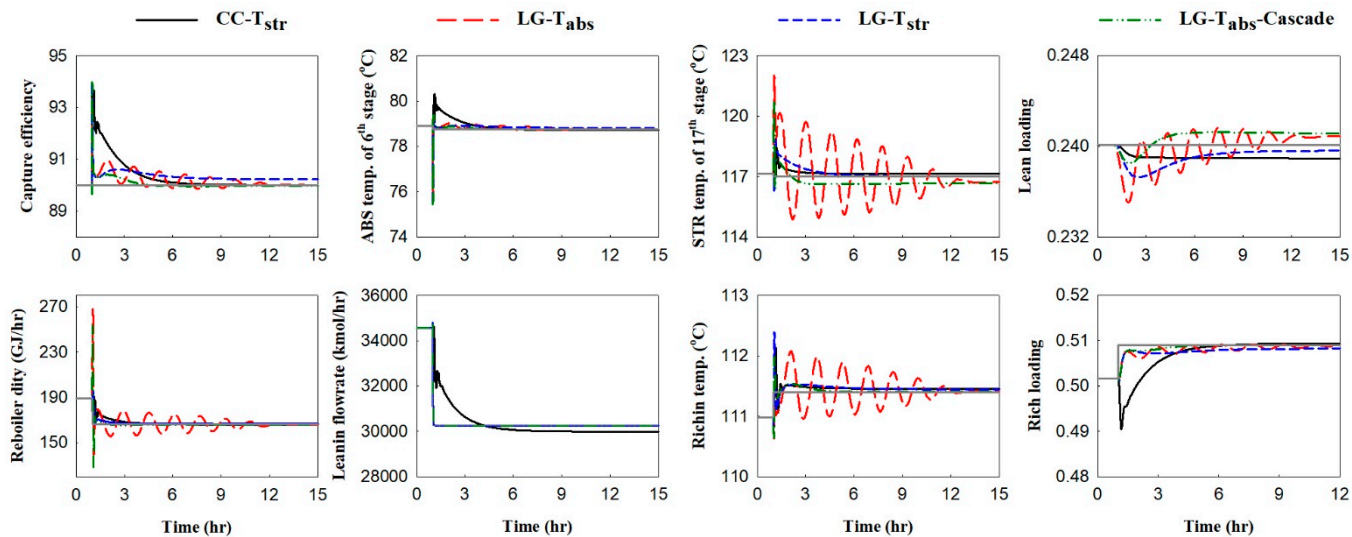 CC-Tstr LG-Tabs LG-Tstr LG-Tabs-Cascade
Capture efficiency
95
93
91
89
0 3 6 9 12 15
ABS temp. of 6th stage (°C)
82
80
78
76
74
0 3 6 9 12 15
STR temp. of 17th stage (°C)
123
120
117
114
0 3 6 9 12 15
Lean loading
0.248
0.240
0.232
0 3 6 9 12 15
Reboiler dity (GJ/hr)
270
230
190
150
0 3 6 9 12 15
Time (hr)
Leanin flowrate (kmol/hr)
36000
34000
32000
30000
28000
0 3 6 9 12 15
Time (hr)
Richin temp. (°C)
113
112
111
110
0 3 6 9 12 15
Time (hr)
Rich loading
0.52
0.51
0.50
0.49
0.48
0 3 6 9 12
Time (hr)